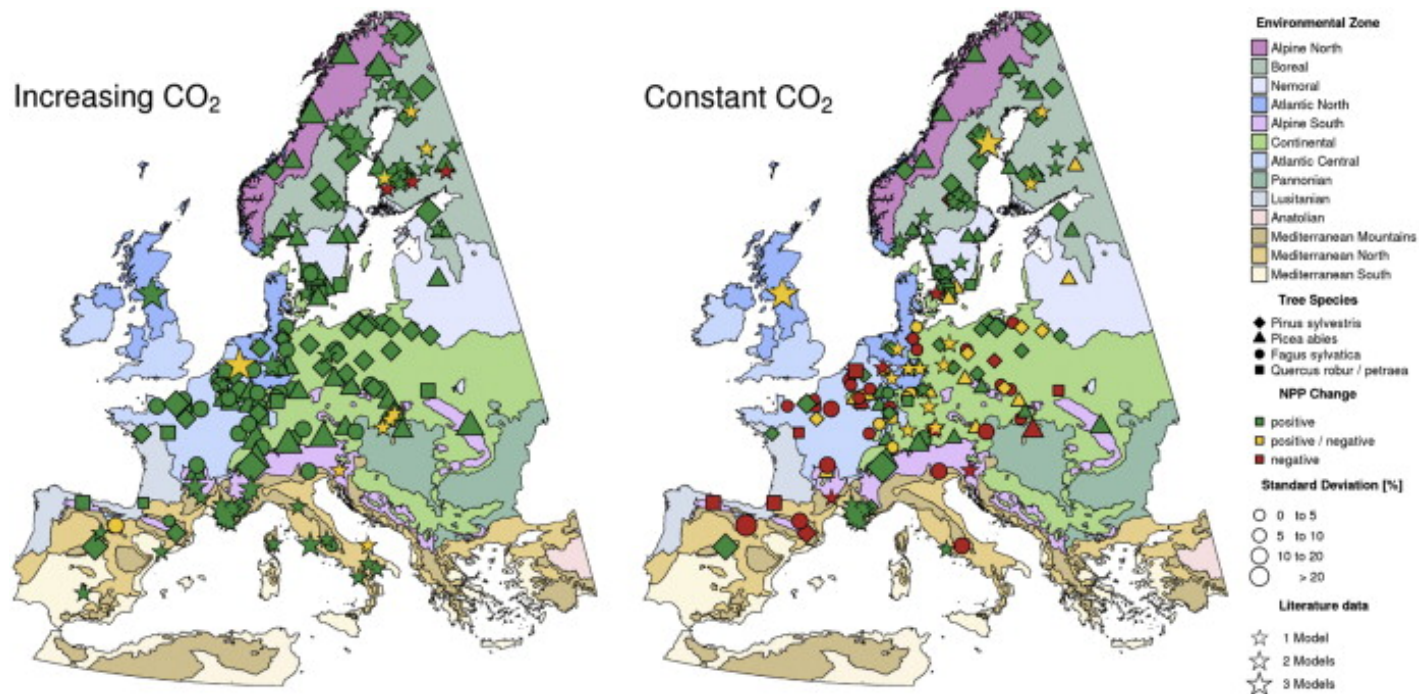 Increasing CO₂
Constant CO₂
Environmental Zone
Alpine North
Boreal
Nemoral
Atlantic North
Alpine South
Continental
Atlantic Central
Pannonian
Lusitanian
Anatolian
Mediterranean Mountains
Mediterranean North
Mediterranean South
Tree Species
Pinus sylvestris
Picea abies
Fagus sylvatica
Quercus robur / petraea
NPP Change
positive
positive / negative
negative
Standard Deviation [%]
0 to 5
5 to 10
10 to 20
> 20
Literature data
1 Model
2 Models
3 Models